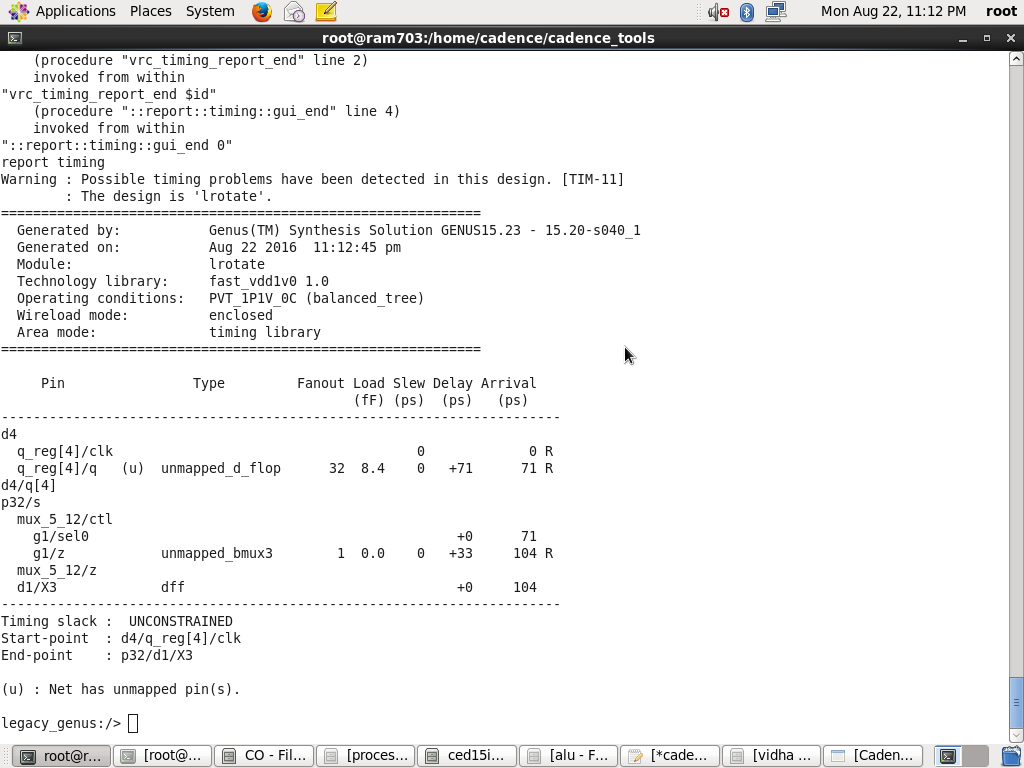 Applications Places System Mon Aug 22, 11:12 PM root
root@ram703:/home/cadence/cadence_tools
(procedure "vrc_timing_report_end" line 2)
invoked from within
"vrc_timing_report_end $id"
(procedure "::report::timing::gui_end" line 4)
invoked from within
"::report::timing::gui_end 0"
report timing
Warning : Possible timing problems have been detected in this design. [TIM-11]
: The design is 'lrotate'.
============================================================
Generated by: Genus(TM) Synthesis Solution GENUS15.23 - 15.20-s040_1
Generated on: Aug 22 2016  11:12:45 pm
Module: lrotate
Technology library: fast_vdd1v0 1.0
Operating conditions: PVT_1P1V_0C (balanced_tree)
Wireload mode: enclosed
Area mode: timing library
============================================================
Pin Type Fanout Load Slew Delay Arrival
(fF) (ps) (ps) (ps)
----------------------------------------------------------------------
d4
q_reg[4]/clk 0 0 R
q_reg[4]/q (u) unmapped_d_flop 32 8.4 0 +71 71 R
d4/q[4]
p32/s
mux_5_12/ctl
g1/sel0 +0 71
g1/z unmapped_bmux3 1 0.0 0 +33 104 R
mux_5_12/z
d1/X3 dff +0 104
----------------------------------------------------------------------
Timing slack : UNCONSTRAINED
Start-point : d4/q_reg[4]/clk
End-point : p32/d1/X3
(u) : Net has unmapped pin(s).
legacy_genus:/>
root@r... [root@... CO - Fil... [proces... ced15i... [alu - F... [*cade... [vidha ... [Caden...